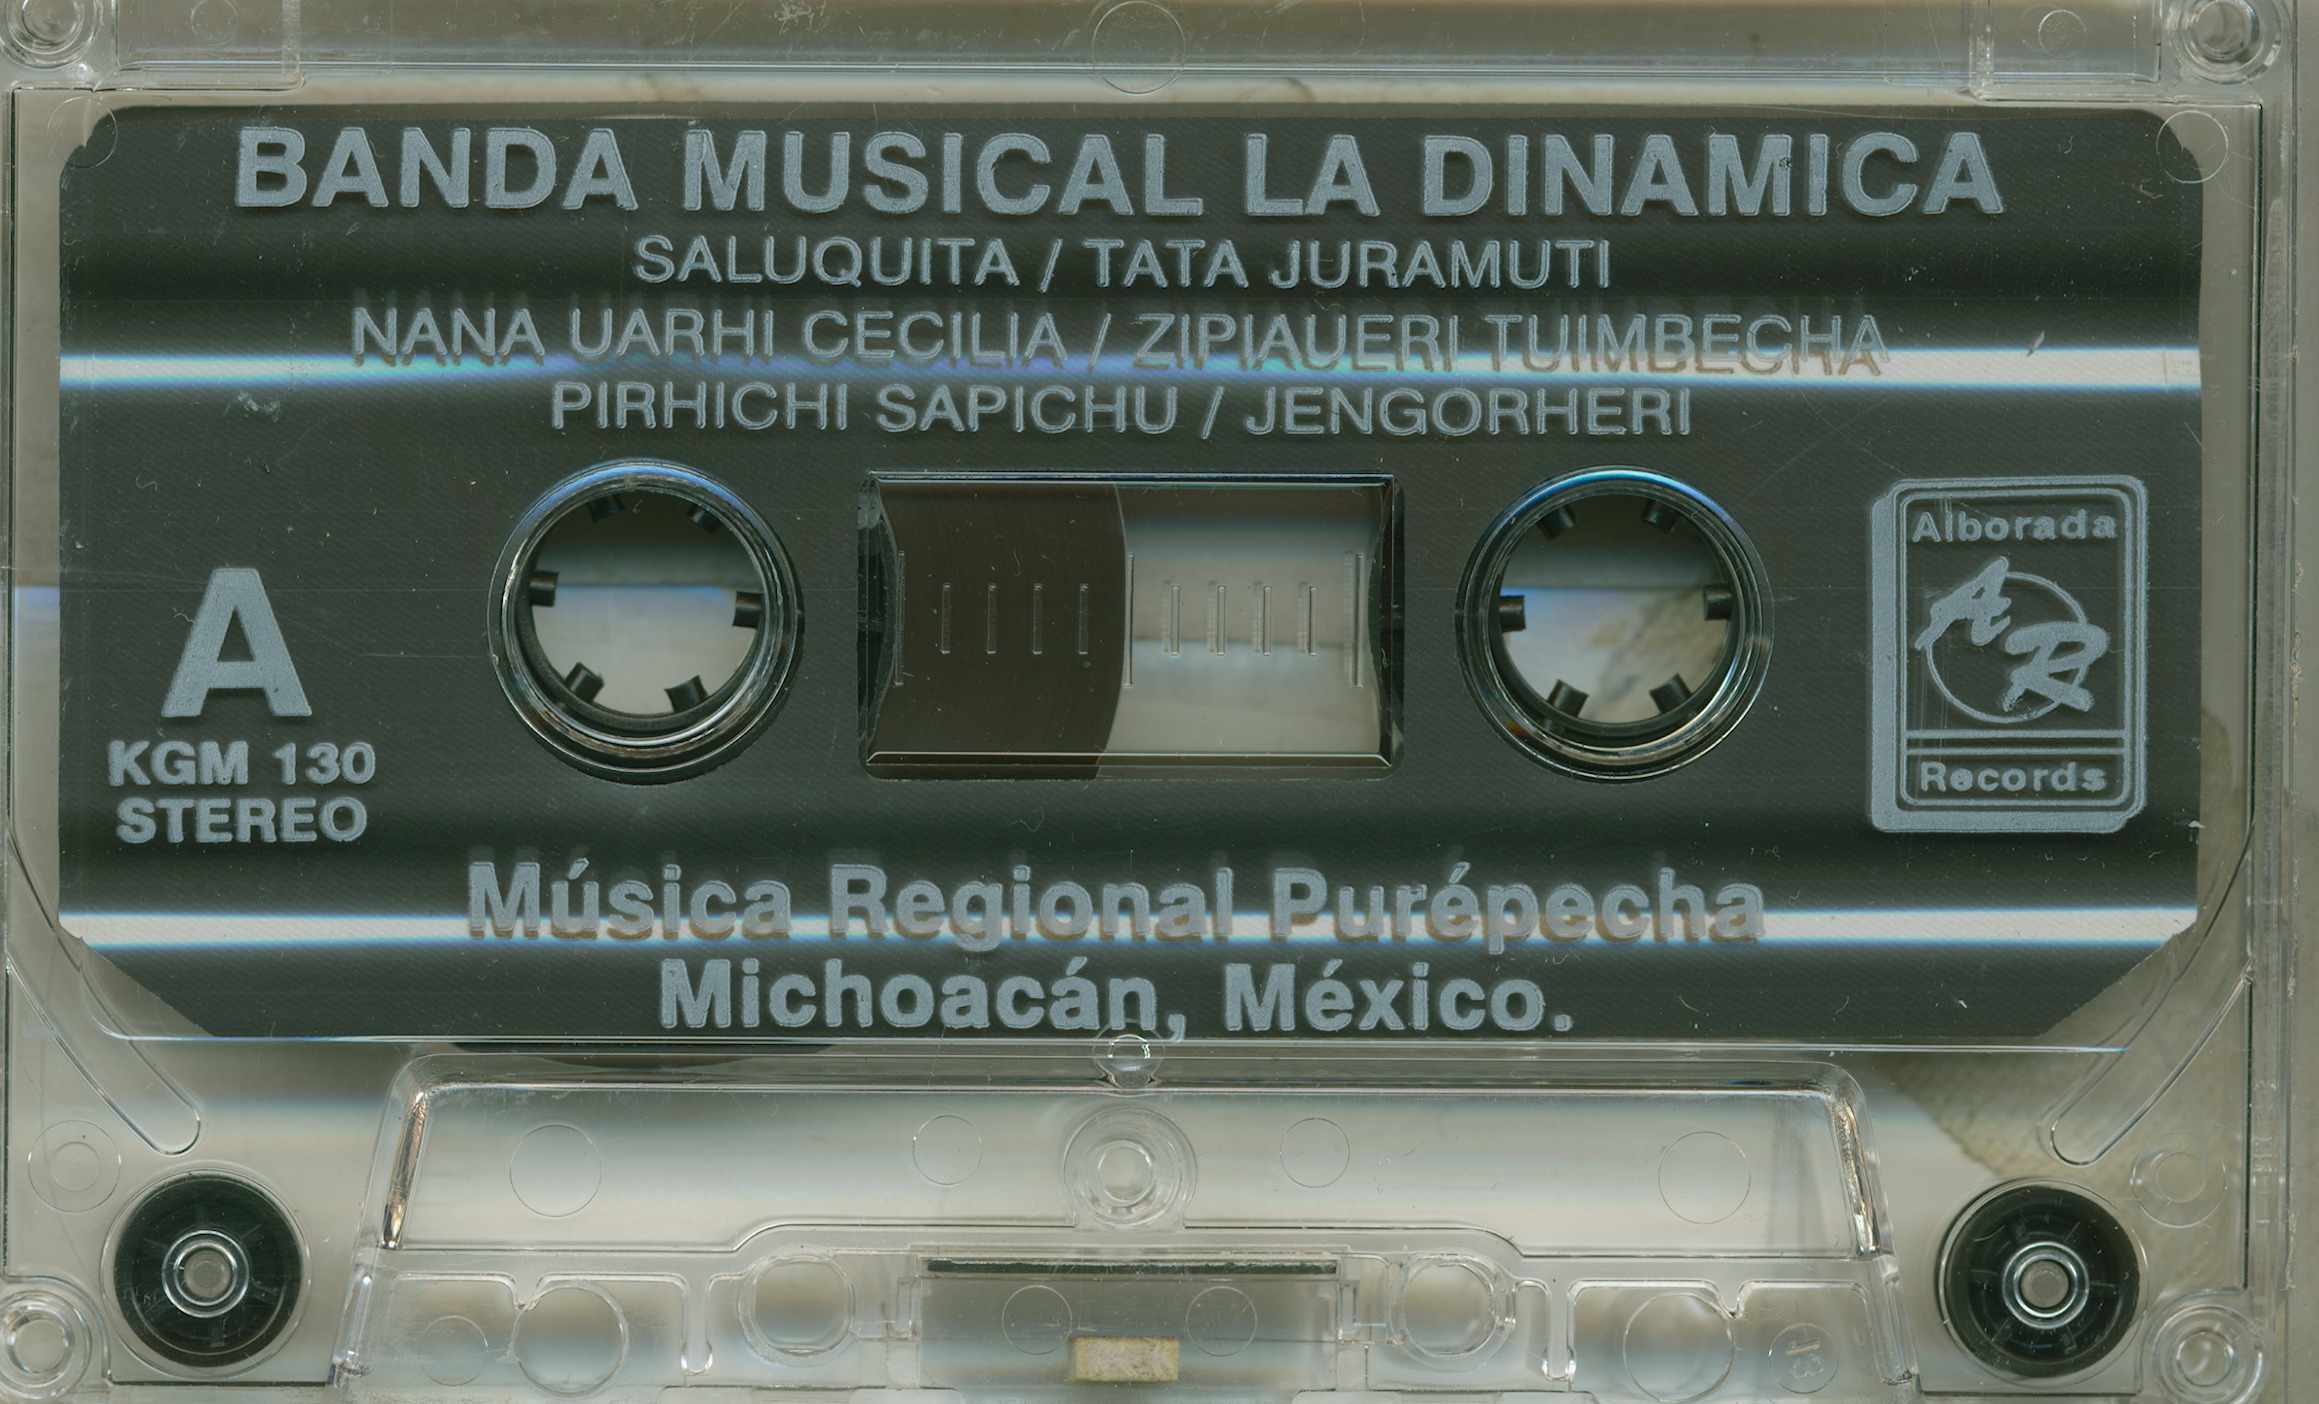 BANDA MUSICAL LA DINAMICA
SALUQUITA / TATA JURAMUTI
NANA UARHI CECILIA / ZIPIAUERI TUIMBECHA
PIRHICHI SAPICHU / JENGORHERI
Alborada
AR
Records
A
KGM 130
STEREO
Música Regional Purépecha
Michoacán, México.